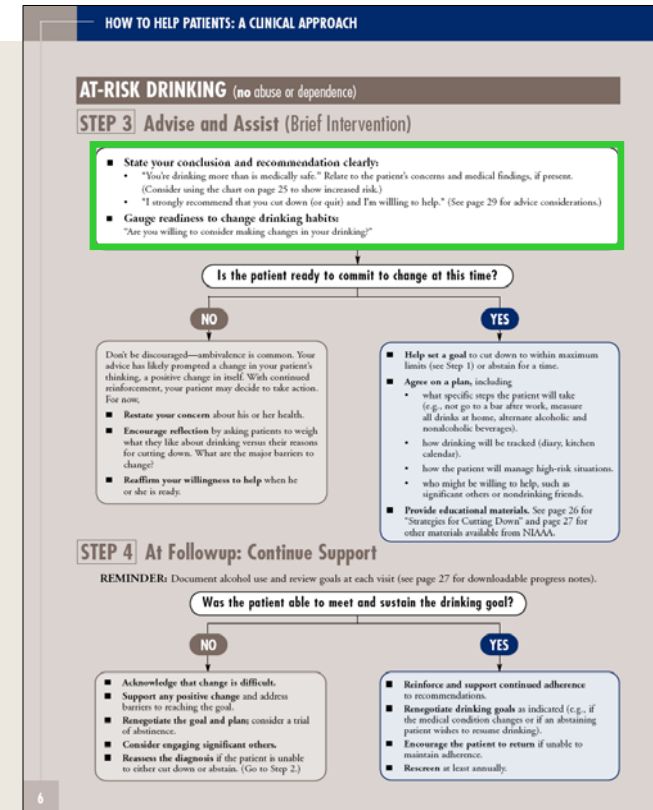 HOW TO HELP PATIENTS: A CLINICAL APPROACH
AT-RISK DRINKING (no abuse or dependence)
STEP 3 Advise and Assist (Brief Intervention)
■ State your conclusion and recommendation clearly:
• "You're drinking more than is medically safe." Relate to the patient's concerns and medical findings, if present.
(Consider using the chart on page 25 to show increased risk.)
• "I strongly recommend that you cut down (or quit) and I'm willling to help." (See page 29 for advice considerations.)
■ Gauge readiness to change drinking habits:
"Are you willing to consider making changes in your drinking?"
Is the patient ready to commit to change at this time?
NO
Don't be discouraged—ambivalence is common. Your
advice has likely prompted a change in your patient's
thinking, a positive change in itself. With continued
reinforcement, your patient may decide to take action.
For now,
■ Restate your concern about his or her health.
■ Encourage reflection by asking patients to weigh
what they like about drinking versus their reasons
for cutting down. What are the major barriers to
change?
■ Reaffirm your willingness to help when he
or she is ready.
YES
■ Help set a goal to cut down to within maximum
limits (see Step 1) or abstain for a time.
■ Agree on a plan, including
• what specific steps the patient will take
(e.g., not go to a bar after work, measure
all drinks at home, alternate alcoholic and
nonalcoholic beverages).
• how drinking will be tracked (diary, kitchen
calendar).
• how the patient will manage high-risk situations.
• who might be willing to help, such as
significant others or nondrinking friends.
■ Provide educational materials. See page 26 for
"Strategies for Cutting Down" and page 27 for
other materials available from NIAAA.
STEP 4 At Followup: Continue Support
REMINDER: Document alcohol use and review goals at each visit (see page 27 for downloadable progress notes).
Was the patient able to meet and sustain the drinking goal?
NO
■ Acknowledge that change is difficult.
■ Support any positive change and address
barriers to reaching the goal.
■ Renegotiate the goal and plan; consider a trial
of abstinence.
■ Consider engaging significant others.
■ Reassess the diagnosis if the patient is unable
to either cut down or abstain. (Go to Step 2.)
YES
■ Reinforce and support continued adherence
to recommendations.
■ Renegotiate drinking goals as indicated (e.g., if
the medical condition changes or if an abstaining
patient wishes to resume drinking).
■ Encourage the patient to return if unable to
maintain adherence.
■ Rescreen at least annually.
6